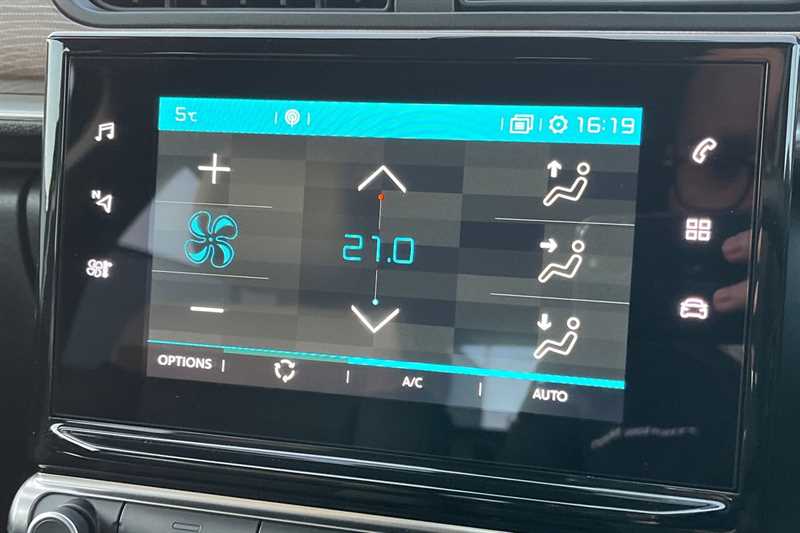 5°C
16:19
N
21.0
OPTIONS
A/C
AUTO